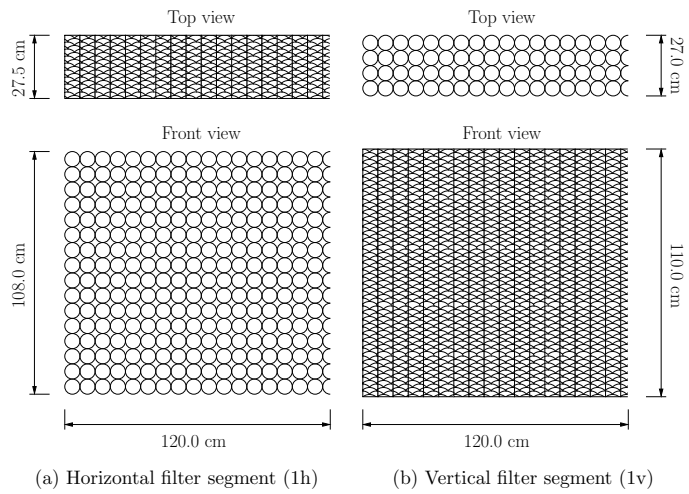 Top view
27.5 cm
Front view
108.0 cm
120.0 cm
(a) Horizontal filter segment (1h)
Top view
27.0 cm
Front view
110.0 cm
120.0 cm
(b) Vertical filter segment (1v)